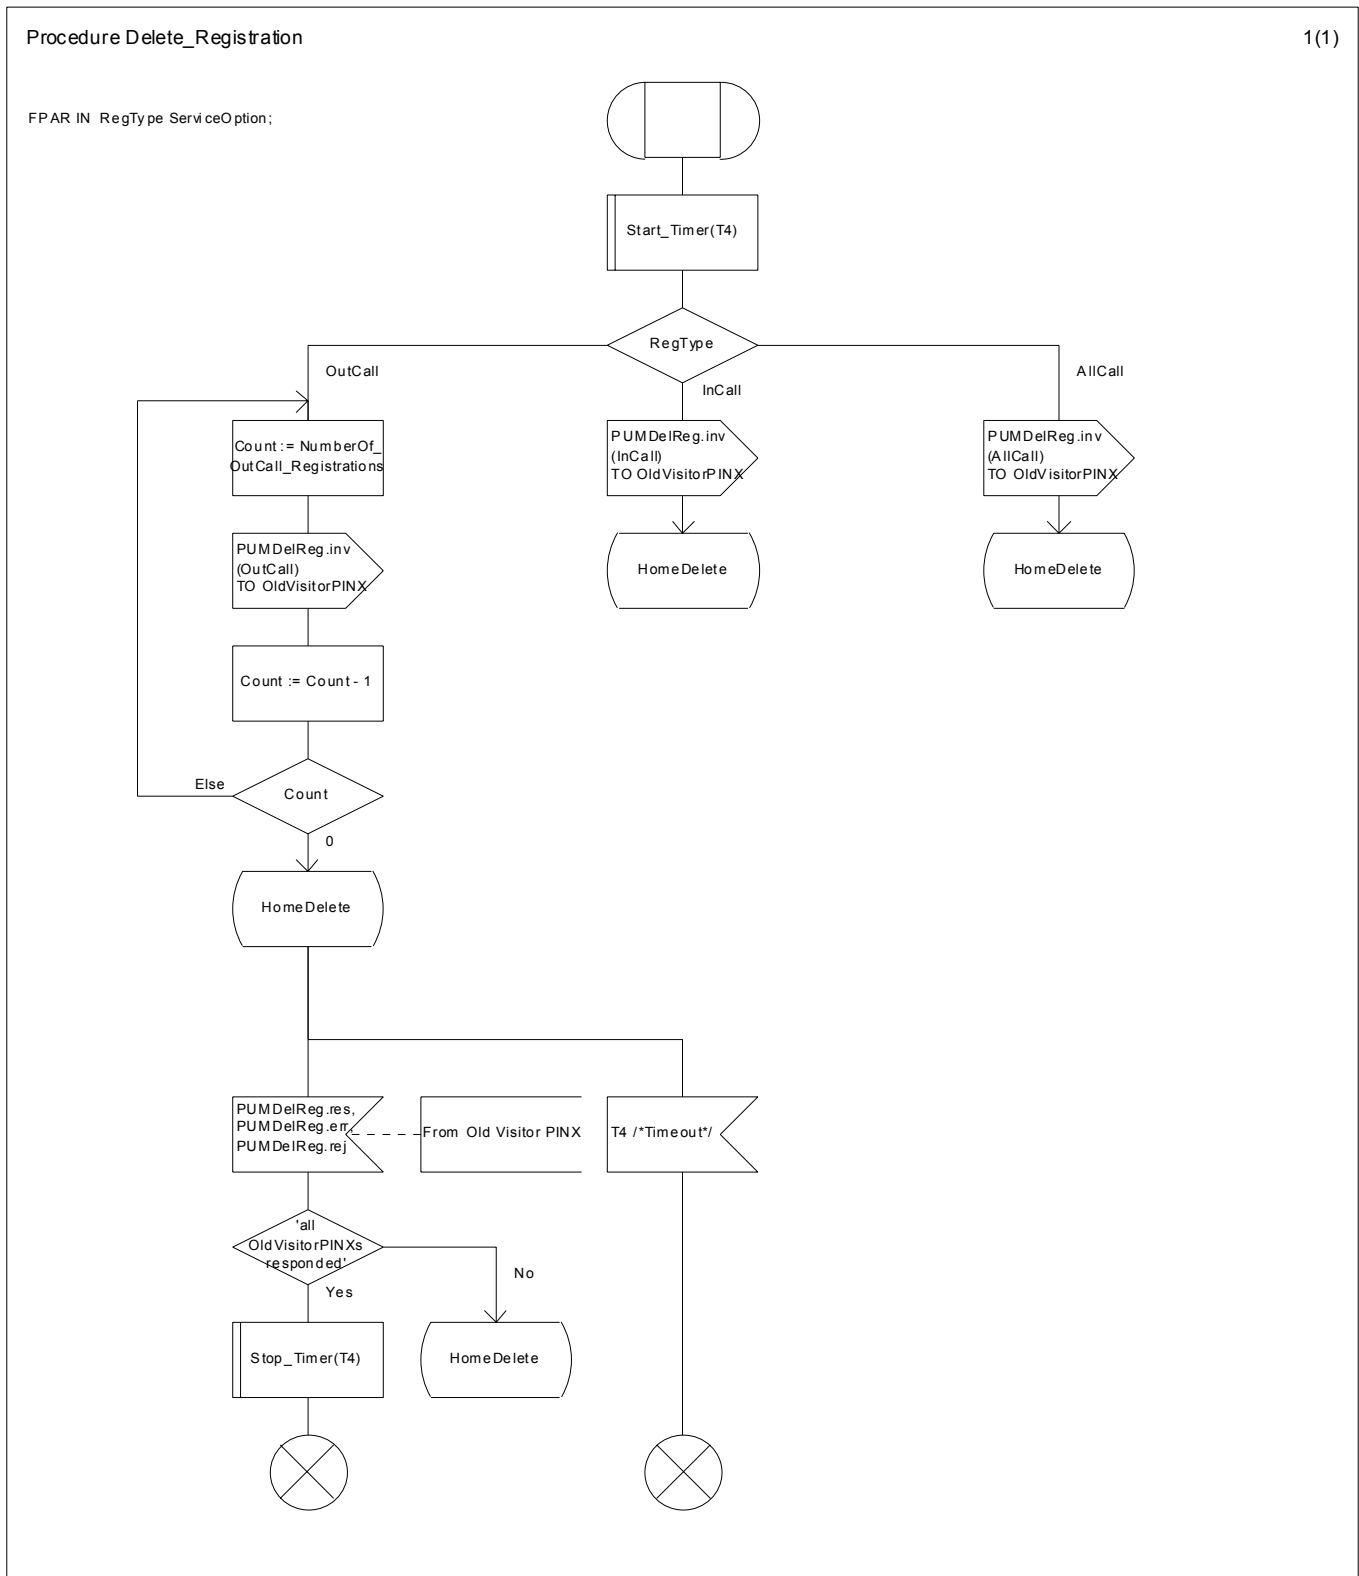 Procedure Delete_Registration
1(1)
FPAR IN RegType ServiceOption;
Start_Timer(T4)
RegType
OutCall
InCall
AllCall
Count := NumberOf_
OutCall_Registrations
PUMDelReg.inv
(InCall)
TO OldVisitorPINX
PUMDelReg.inv
(AllCall)
TO OldVisitorPINX
PUMDelReg.inv
(OutCall)
TO OldVisitorPINX
HomeDelete
HomeDelete
Count := Count - 1
Else
Count
0
HomeDelete
PUMDelReg.res,
PUMDelReg.err,
PUMDelReg.rej
From Old Visitor PINX
T4 /*Timeout*/
'all
OldVisitorPINXs
responded'
No
Yes
Stop_Timer(T4)
HomeDelete